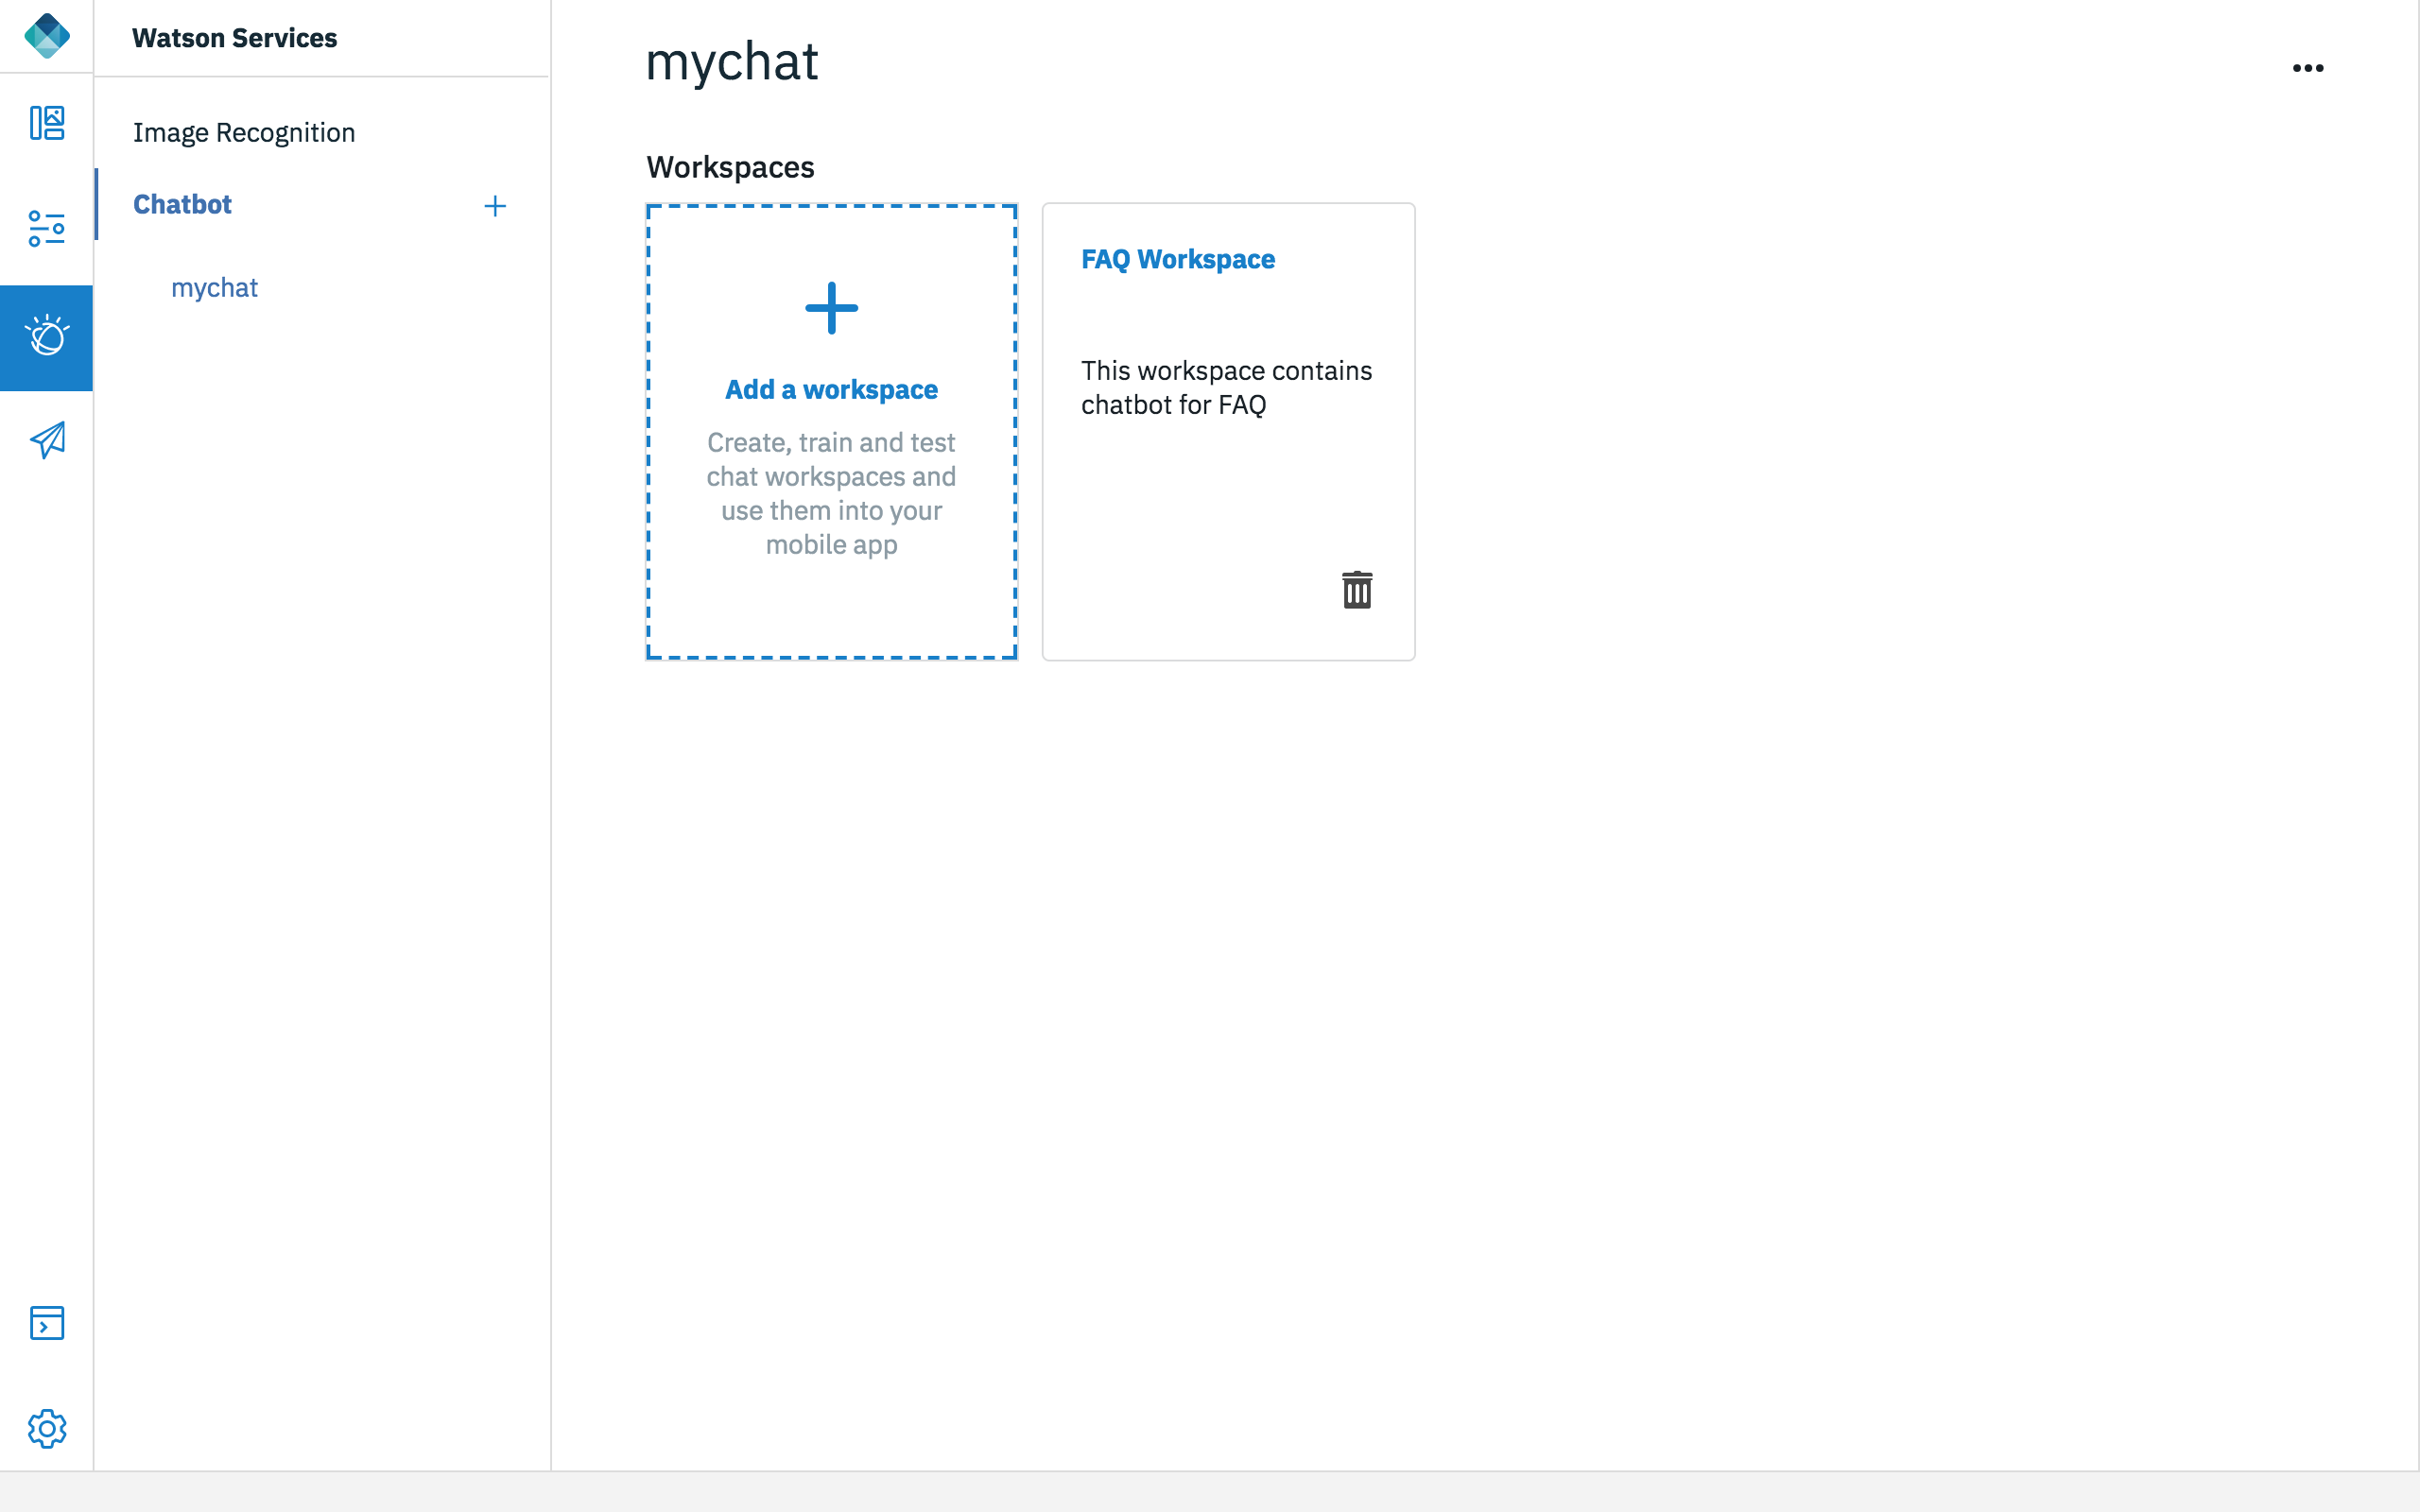 Watson Services
Image Recognition
Chatbot
mychat
mychat
Workspaces
Add a workspace
Create, train and test
chat workspaces and
use them into your
mobile app
FAQ Workspace
This workspace contains
chatbot for FAQ